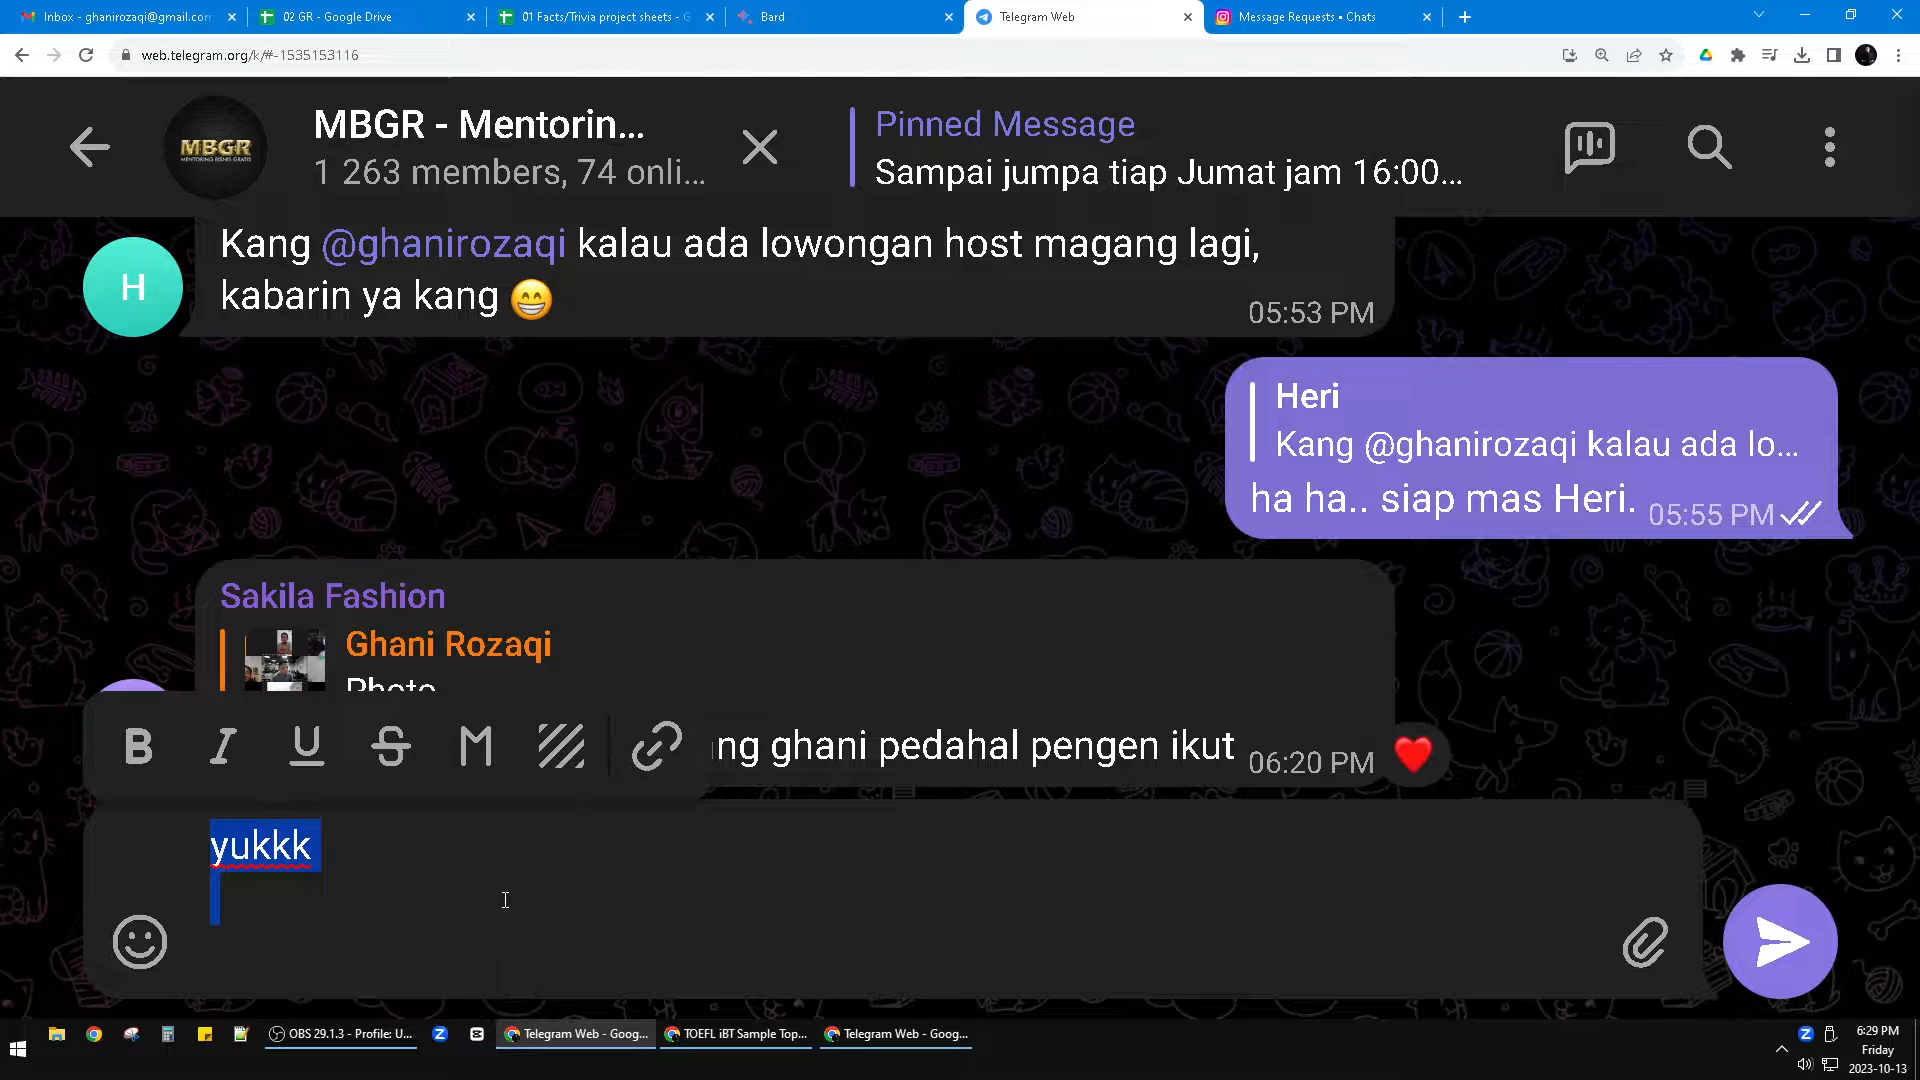 Inbox - ghanirozaqi@gmail.com
02 GR - Google Drive
01 Facts/Trivia project sheets - G
Bard
Telegram Web
Message Requests • Chats
web.telegram.org/k/#-1535153116
MBGR
MENTORING BISNIS GRATIS
MBGR - Mentorin...
1 263 members, 74 onli...
Pinned Message
Sampai jumpa tiap Jumat jam 16:00...
H
Kang @ghanirozaqi kalau ada lowongan host magang lagi,
kabarin ya kang 😁
05:53 PM
Heri
Kang @ghanirozaqi kalau ada lo...
ha ha.. siap mas Heri.
05:55 PM
Sakila Fashion
Ghani Rozaqi
Photo
B I U S M
ng ghani pedahal pengen ikut
06:20 PM
yukkk
OBS 29.1.3 - Profile: U...
Telegram Web - Goog...
TOEFL iBT Sample Top...
Telegram Web - Goog...
6:29 PM
Friday
2023-10-13